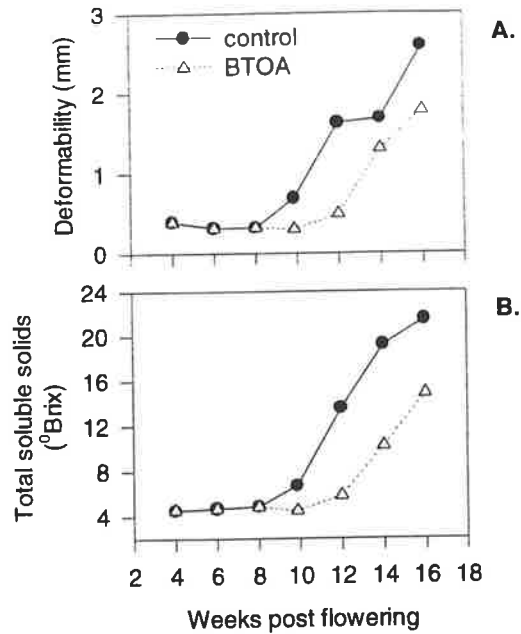 A.
control
BTOA
Deformability (mm)
3
2
1
0
B.
Total soluble solids
(⁰Brix)
24
20
16
12
8
4
2 4 6 8 10 12 14 16 18
Weeks post flowering